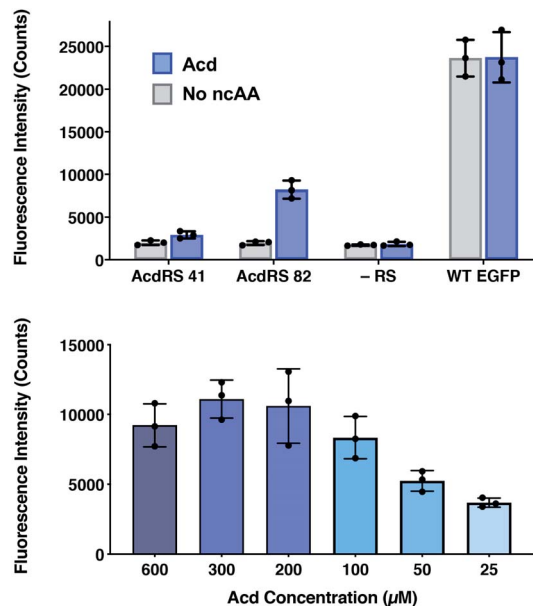 Fluorescence Intensity (Counts)
25000
20000
15000
10000
5000
0
Acd
No ncAA
AcdRS 41
AcdRS 82
– RS
WT EGFP
Fluorescence Intensity (Counts)
15000
10000
5000
0
600
300
200
100
50
25
Acd Concentration (µM)